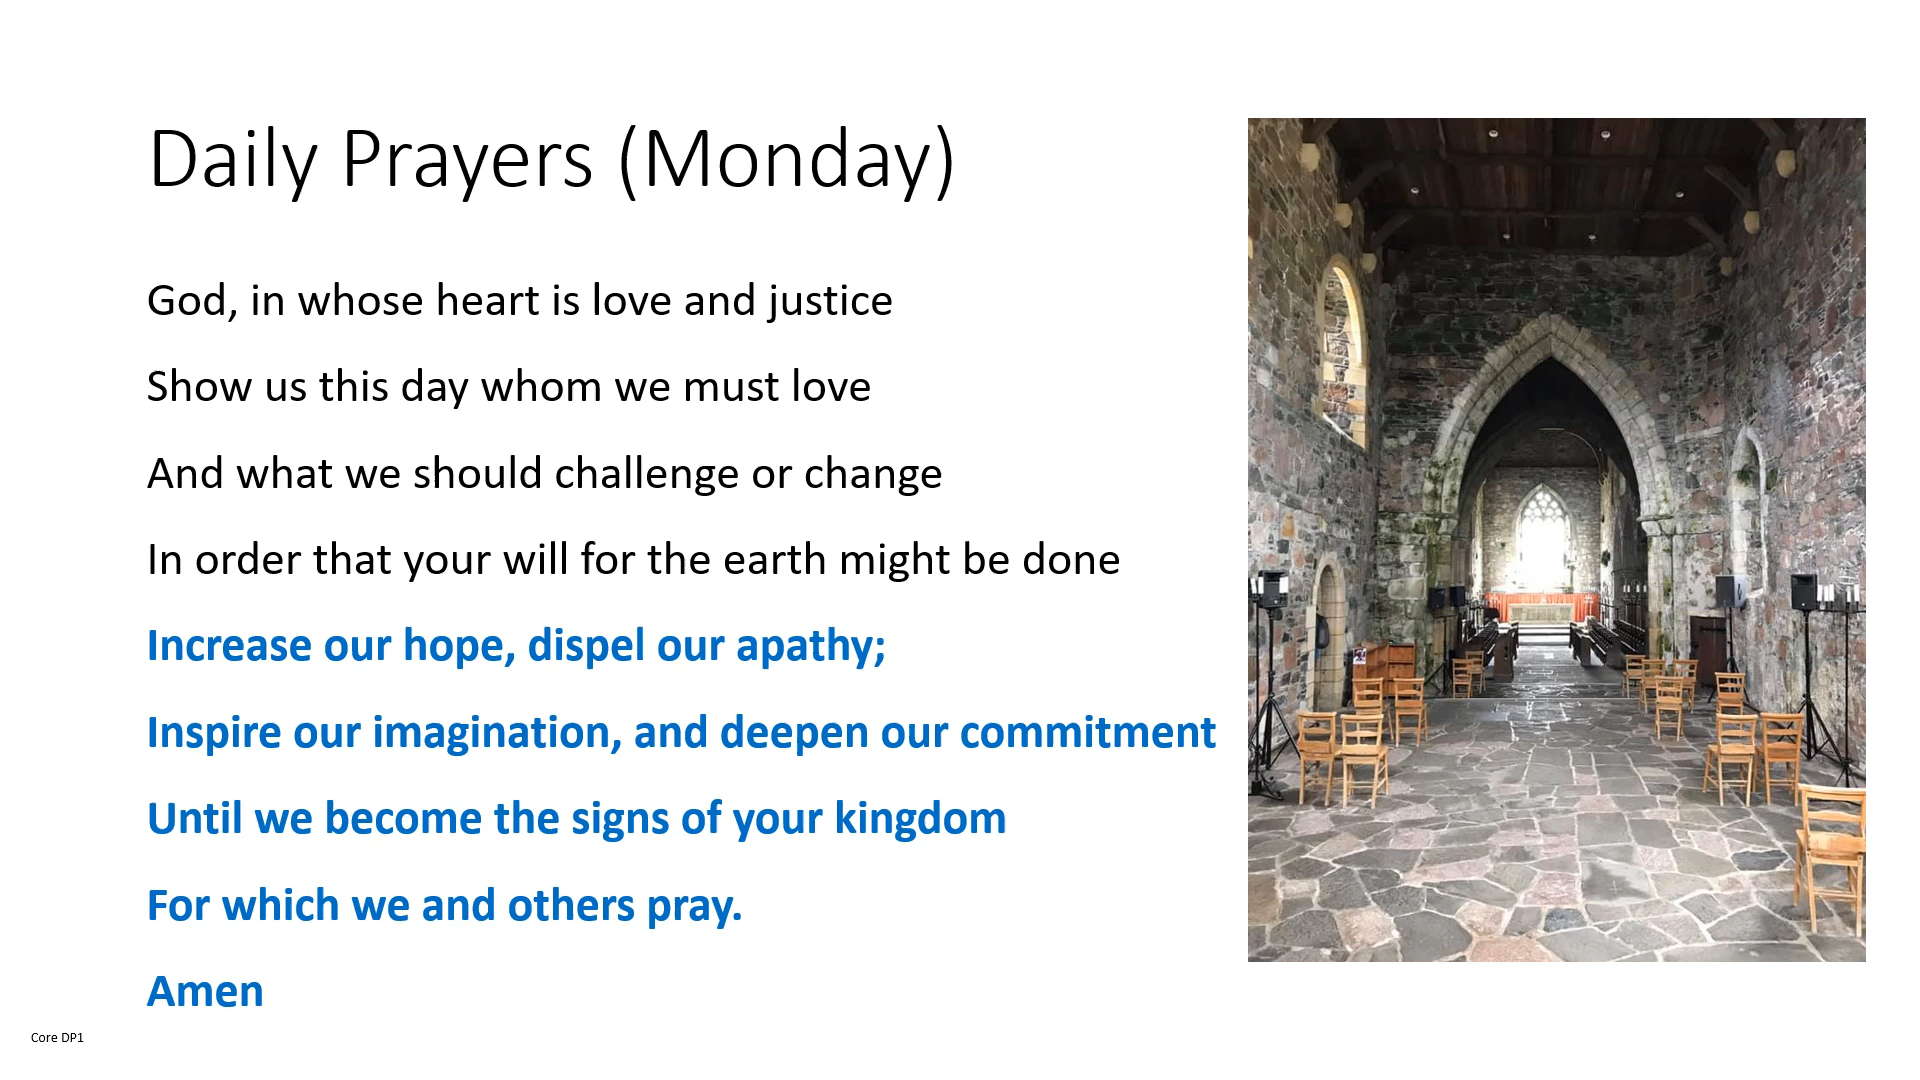 Daily Prayers (Monday)
God, in whose heart is love and justice
Show us this day whom we must love
And what we should challenge or change
In order that your will for the earth might be done
Increase our hope, dispel our apathy;
Inspire our imagination, and deepen our commitment
Until we become the signs of your kingdom
For which we and others pray.
Amen
Core DP1